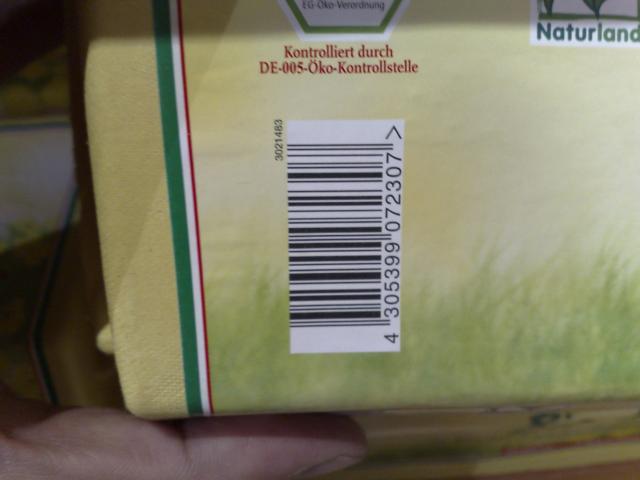 EG-Öko-Verordnung
Naturland
Kontrolliert durch
DE-005-Öko-Kontrollstelle
3021483
4 305399 072307 >